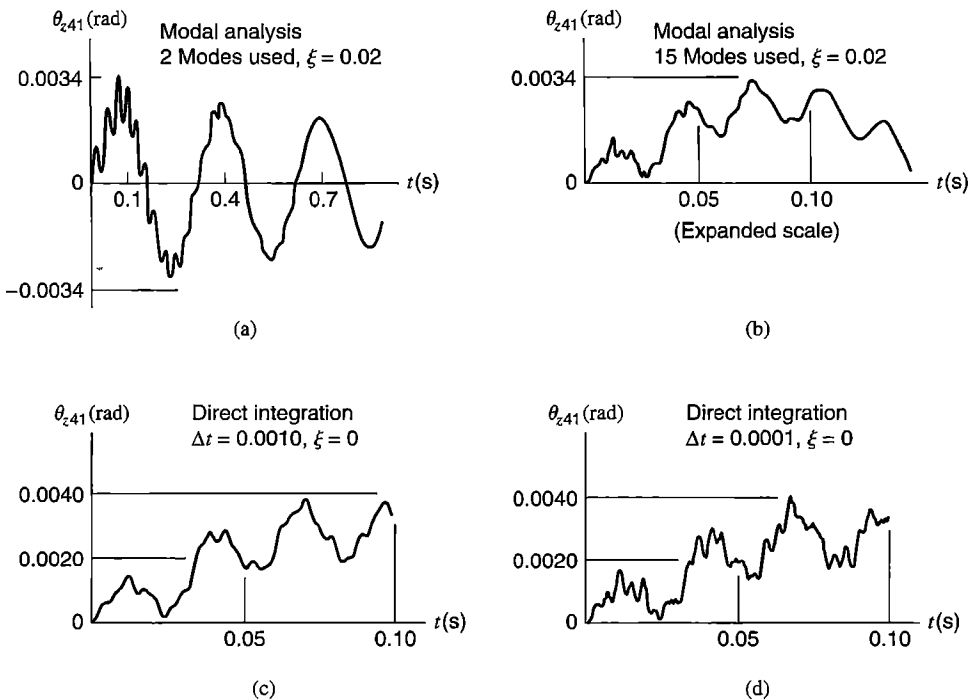 θz41 (rad)
Modal analysis
2 Modes used, ξ = 0.02
0.0034
0
−0.0034
0.1
0.4
0.7
t(s)
(a)
θz41 (rad)
Modal analysis
15 Modes used, ξ = 0.02
0.0034
0
0.05
0.10
t(s)
(Expanded scale)
(b)
θz41 (rad)
Direct integration
Δt = 0.0010, ξ = 0
0.0040
0.0020
0
0.05
0.10
t(s)
(c)
θz41 (rad)
Direct integration
Δt = 0.0001, ξ = 0
0.0040
0.0020
0
0.05
0.10
t(s)
(d)